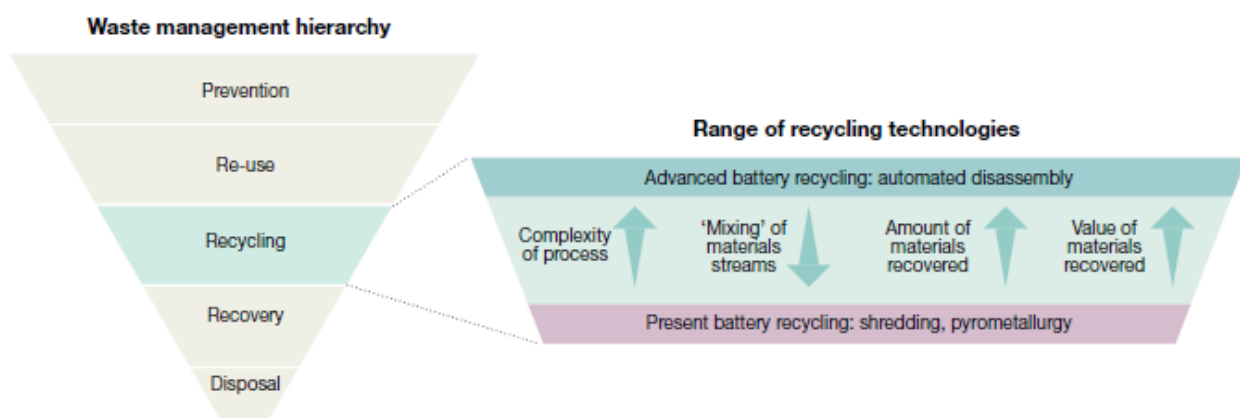 Waste management hierarchy
Prevention
Re-use
Recycling
Recovery
Disposal
Range of recycling technologies
Advanced battery recycling: automated disassembly
Complexity
of process
‘Mixing’ of
materials
streams
Amount of
materials
recovered
Value of
materials
recovered
Present battery recycling: shredding, pyrometallurgy